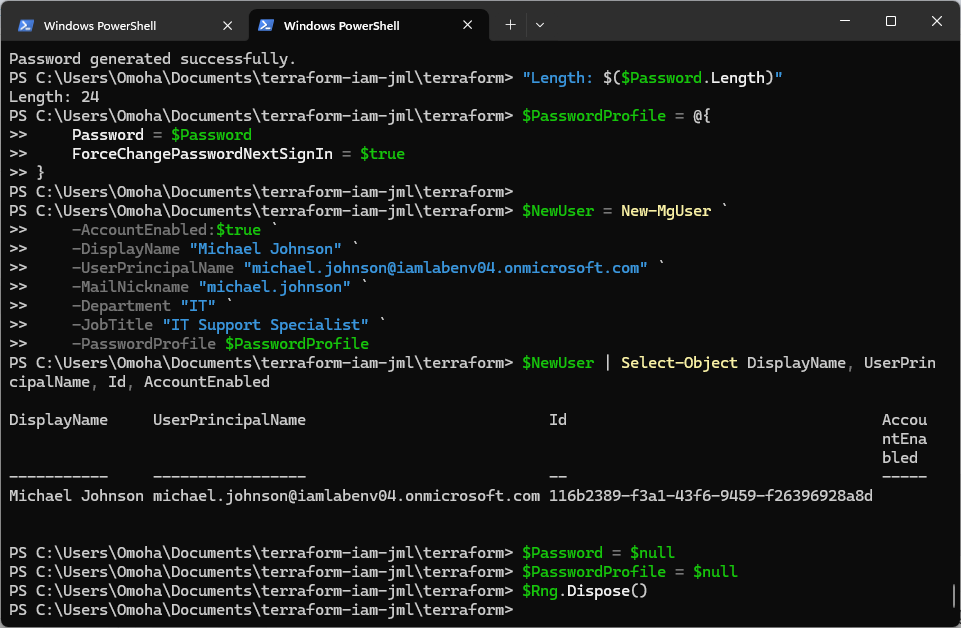 Windows PowerShell
Windows PowerShell
Password generated successfully.
PS C:\Users\Omoha\Documents\terraform-iam-jml\terraform> "Length: $($Password.Length)"
Length: 24
PS C:\Users\Omoha\Documents\terraform-iam-jml\terraform> $PasswordProfile = @{
>>     Password = $Password
>>     ForceChangePasswordNextSignIn = $true
>> }
PS C:\Users\Omoha\Documents\terraform-iam-jml\terraform>
PS C:\Users\Omoha\Documents\terraform-iam-jml\terraform> $NewUser = New-MgUser `
>>     -AccountEnabled:$true `
>>     -DisplayName "Michael Johnson" `
>>     -UserPrincipalName "michael.johnson@iamlabenv04.onmicrosoft.com" `
>>     -MailNickname "michael.johnson" `
>>     -Department "IT" `
>>     -JobTitle "IT Support Specialist" `
>>     -PasswordProfile $PasswordProfile
PS C:\Users\Omoha\Documents\terraform-iam-jml\terraform> $NewUser | Select-Object DisplayName, UserPrin
cipalName, Id, AccountEnabled
DisplayName     UserPrincipalName                           Id                                   Accou
                                                                                                 ntEna
                                                                                                 bled
-----------     -----------------                           --                                   -----
Michael Johnson michael.johnson@iamlabenv04.onmicrosoft.com 116b2389-f3a1-43f6-9459-f26396928a8d
PS C:\Users\Omoha\Documents\terraform-iam-jml\terraform> $Password = $null
PS C:\Users\Omoha\Documents\terraform-iam-jml\terraform> $PasswordProfile = $null
PS C:\Users\Omoha\Documents\terraform-iam-jml\terraform> $Rng.Dispose()
PS C:\Users\Omoha\Documents\terraform-iam-jml\terraform>